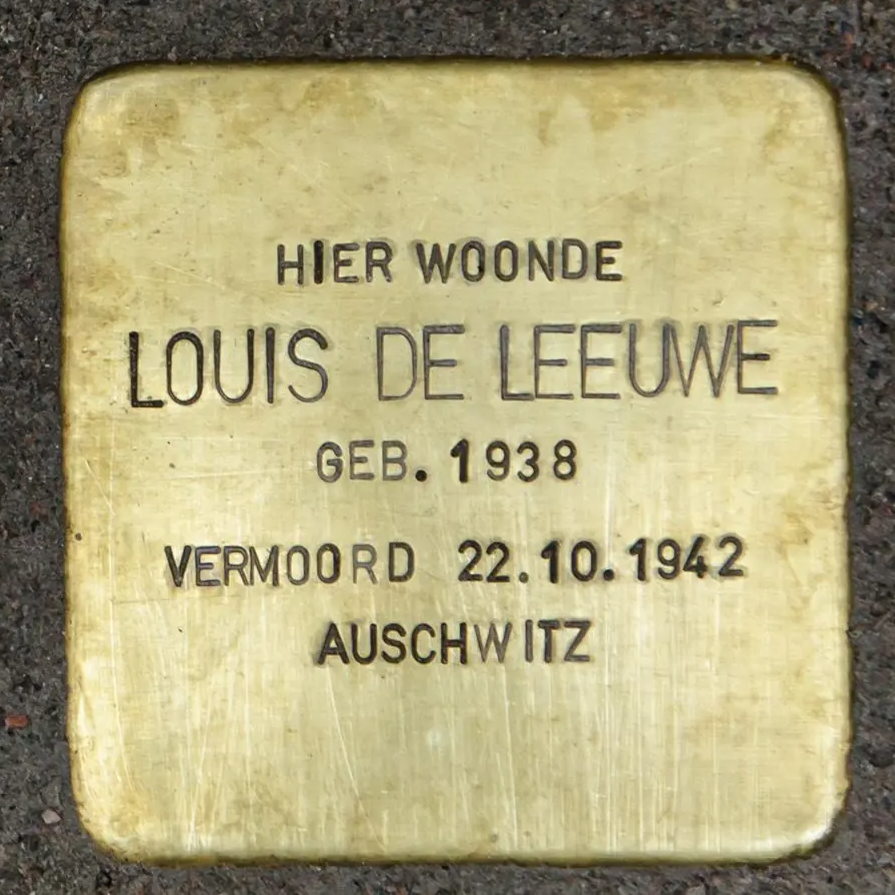 HIER WOONDE
LOUIS DE LEEUWE
GEB. 1938
VERMOORD 22.10.1942
AUSCHWITZ